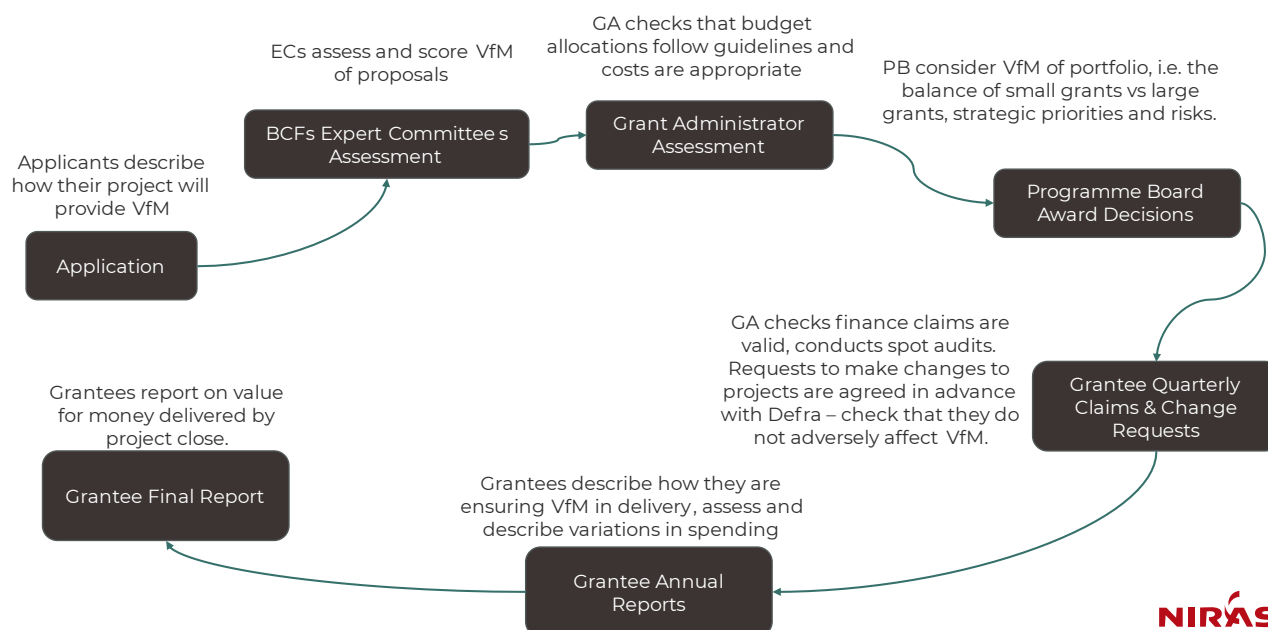 Applicants describe
how their project will
provide VfM
Application
ECs assess and score VfM
of proposals
BCFs Expert Committee s
Assessment
GA checks that budget
allocations follow guidelines and
costs are appropriate
Grant Administrator
Assessment
PB consider VfM of portfolio, i.e. the
balance of small grants vs large
grants, strategic priorities and risks.
Programme Board
Award Decisions
GA checks finance claims are
valid, conducts spot audits.
Requests to make changes to
projects are agreed in advance
with Defra – check that they do
not adversely affect VfM.
Grantee Quarterly
Claims & Change
Requests
Grantees describe how they are
ensuring VfM in delivery, assess and
describe variations in spending
Grantee Annual
Reports
Grantees report on value
for money delivered by
project close.
Grantee Final Report
NIRAS